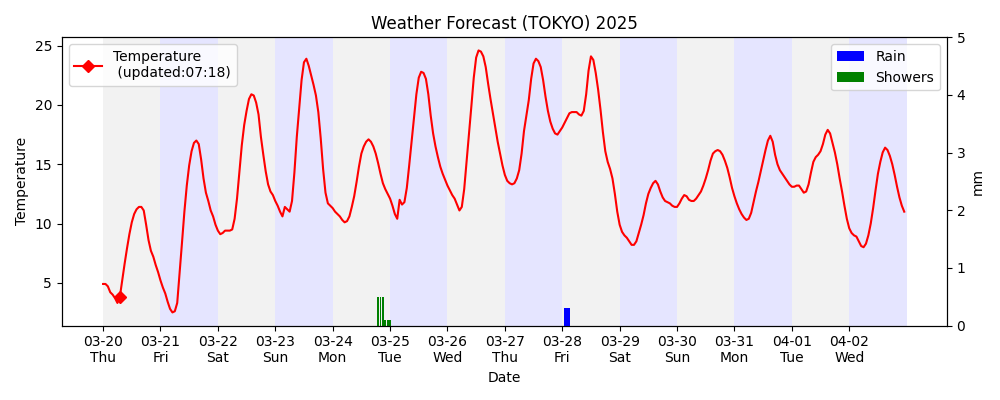 Weather Forecast (TOKYO) 2025
Temperature
(updated:07:18)
Rain
Showers
25
20
15
10
5
Temperature
5
4
3
2
1
0
mm
03-20 03-21 03-22 03-23 03-24 03-25 03-26 03-27 03-28 03-29 03-30 03-31 04-01 04-02
Thu Fri Sat Sun Mon Tue Wed Thu Fri Sat Sun Mon Tue Wed
Date